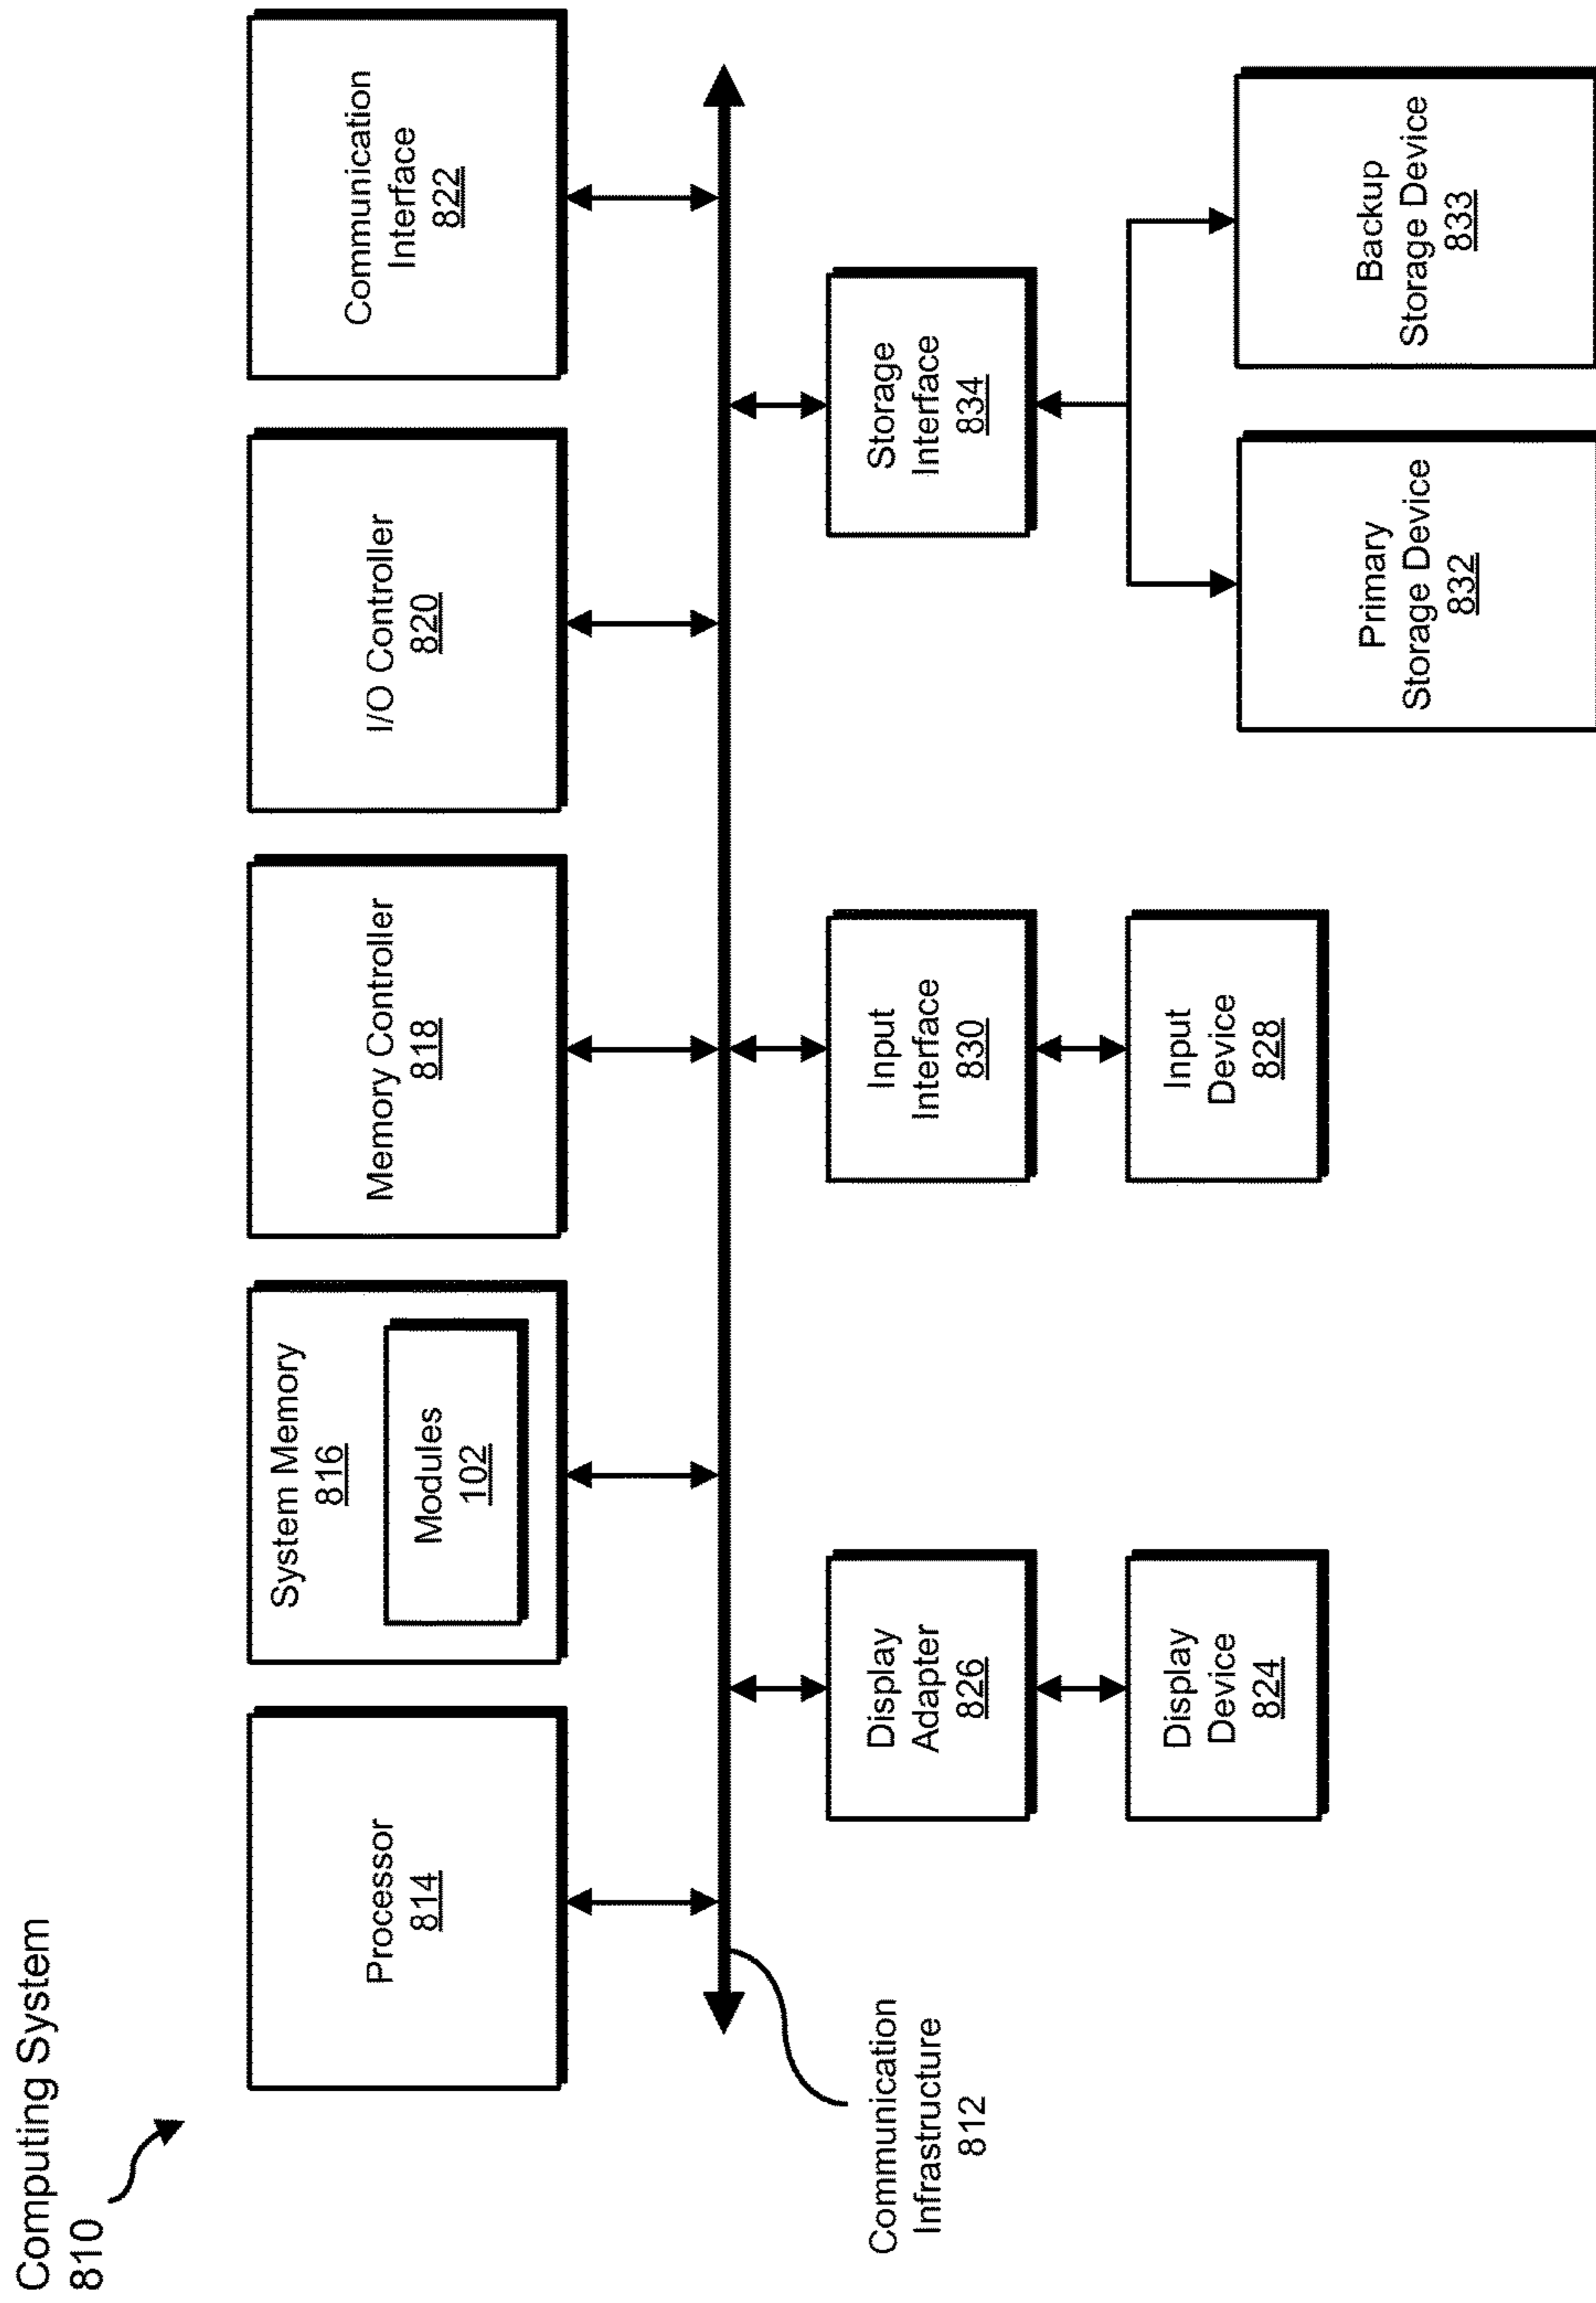 Computing System
810
Processor
814
System Memory
816
Modules
102
Memory Controller
818
I/O Controller
820
Communication
Interface
822
Communication
Infrastructure
812
Display
Adapter
826
Input
Interface
830
Storage
Interface
834
Display
Device
824
Input
Device
828
Primary
Storage Device
832
Backup
Storage Device
833